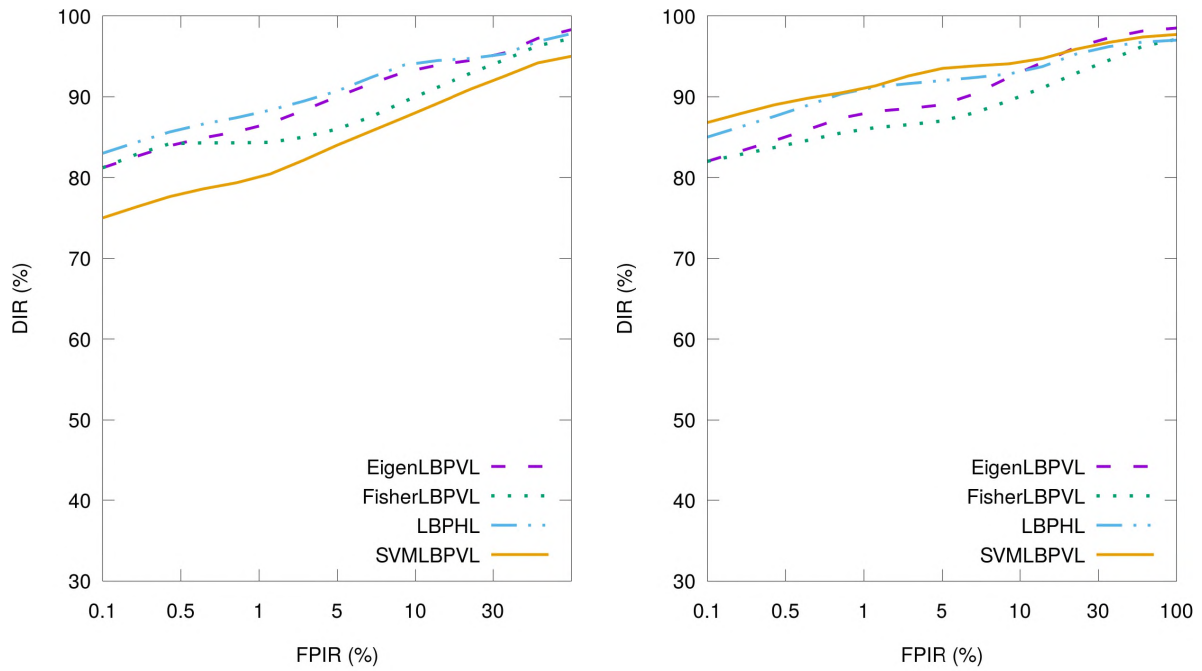 100
90
80
70
60
50
40
30
DIR (%)
EigenLBPVL
FisherLBPVL
LBPHL
SVMLBPVL
0.1 0.5 1 5 10 30
FPIR (%)
100
90
80
70
60
50
40
30
DIR (%)
EigenLBPVL
FisherLBPVL
LBPHL
SVMLBPVL
0.1 0.5 1 5 10 30 100
FPIR (%)